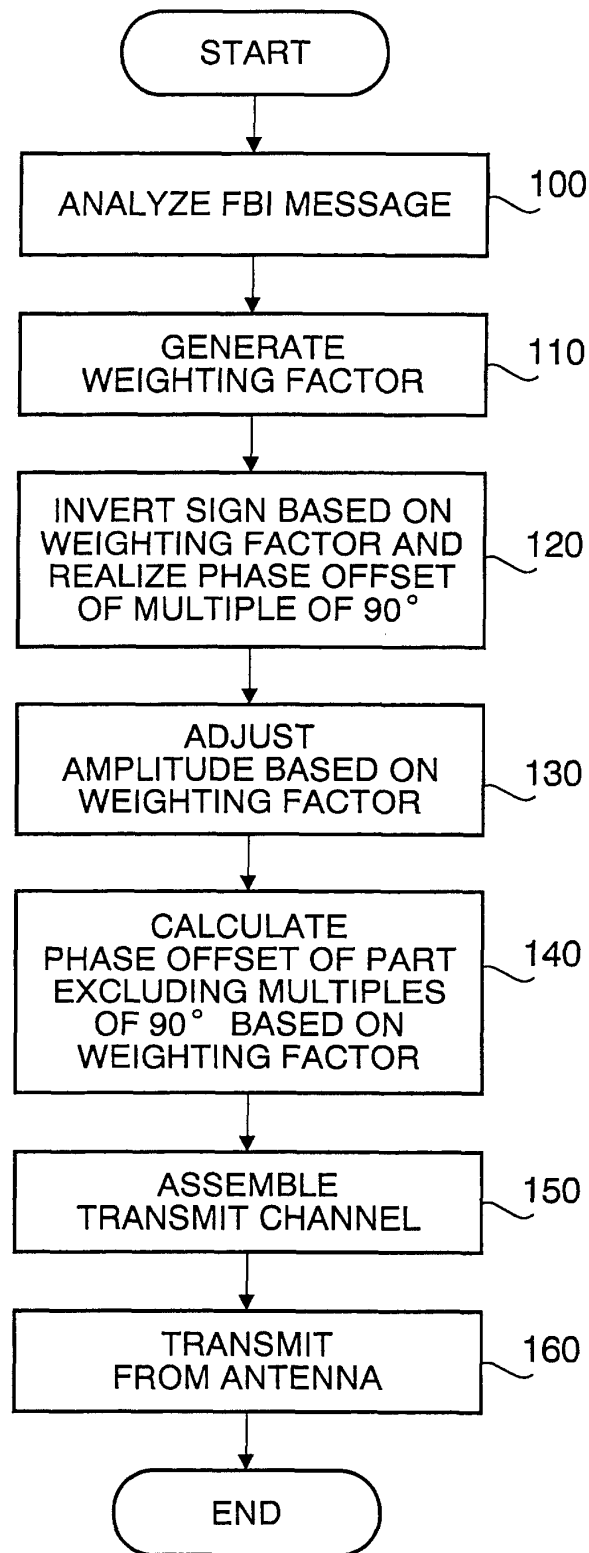 START
ANALYZE FBI MESSAGE
100
GENERATE
WEIGHTING FACTOR
110
INVERT SIGN BASED ON
WEIGHTING FACTOR AND
REALIZE PHASE OFFSET
OF MULTIPLE OF 90°
120
ADJUST
AMPLITUDE BASED ON
WEIGHTING FACTOR
130
CALCULATE
PHASE OFFSET OF PART
EXCLUDING MULTIPLES
OF 90° BASED ON
WEIGHTING FACTOR
140
ASSEMBLE
TRANSMIT CHANNEL
150
TRANSMIT
FROM ANTENNA
160
END